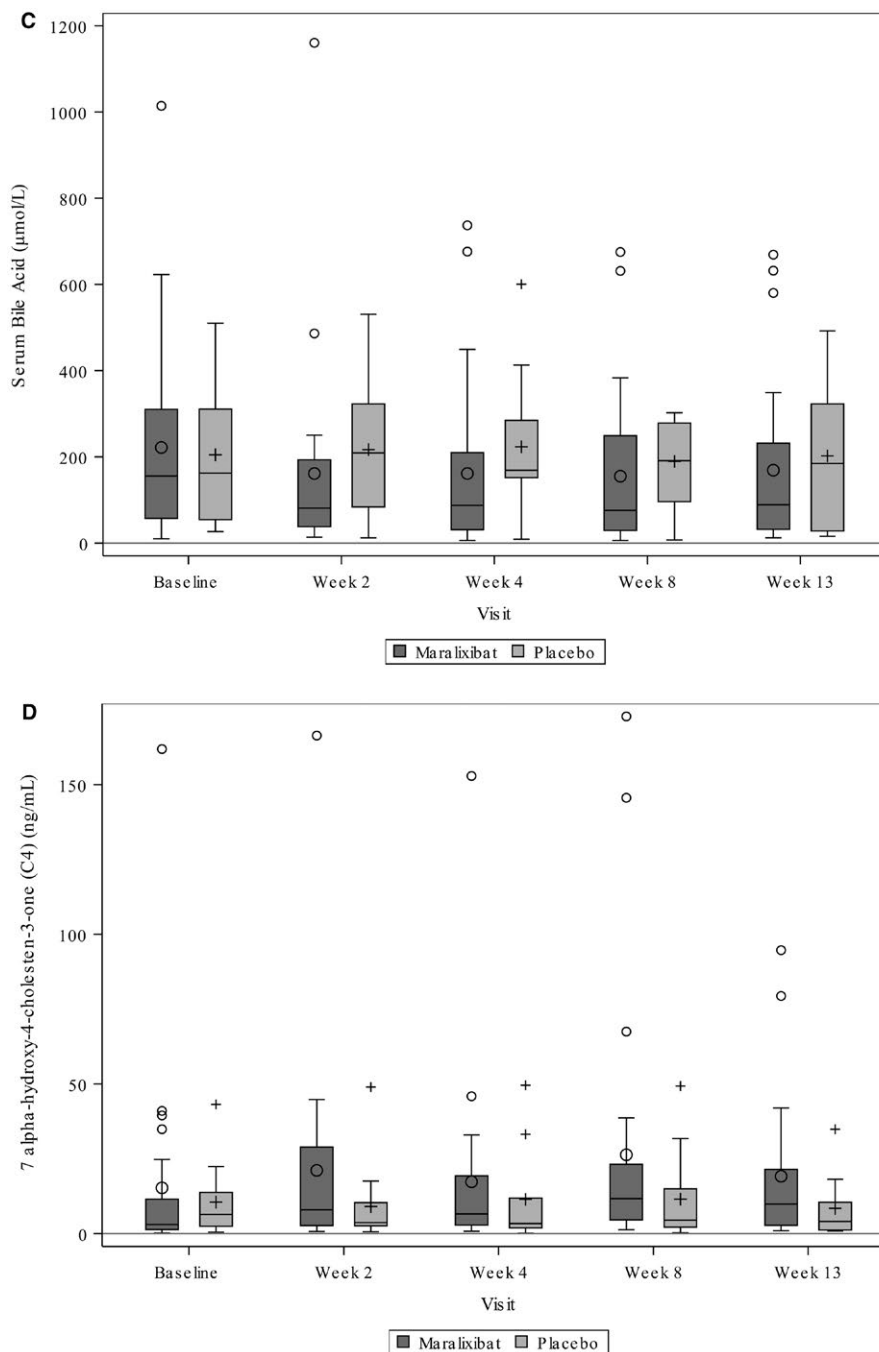 C
Serum Bile Acid (μmol/L)
1200
1000
800
600
400
200
0
Baseline Week 2 Week 4 Week 8 Week 13
Visit
Maralixibat Placebo
D
7 alpha-hydroxy-4-cholesten-3-one (C4) (ng/mL)
150
100
50
0
Baseline Week 2 Week 4 Week 8 Week 13
Visit
Maralixibat Placebo